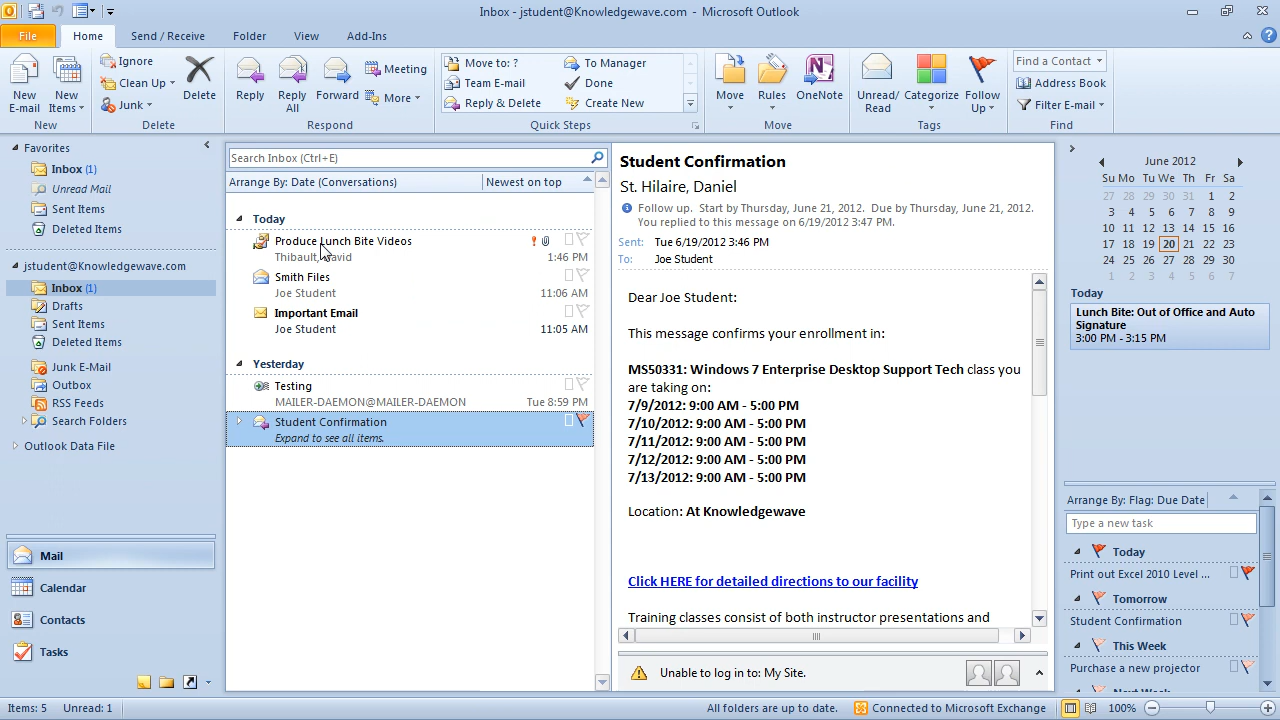 Inbox - jstudent@Knowledgewave.com - Microsoft Outlook
File Home Send / Receive Folder View Add-Ins
New E-mail
New Items
New
Ignore
Clean Up
Junk
Delete
Delete
Reply
Reply All
Forward
Meeting
More
Respond
Move to: ?
To Manager
Team E-mail
Done
Reply & Delete
Create New
Quick Steps
Move
Rules
OneNote
Move
Unread/ Read
Categorize
Follow Up
Tags
Find a Contact
Address Book
Filter E-mail
Find
Favorites
Inbox (1)
Unread Mail
Sent Items
Deleted Items
jstudent@Knowledgewave.com
Inbox (1)
Drafts
Sent Items
Deleted Items
Junk E-Mail
Outbox
RSS Feeds
Search Folders
Outlook Data File
Mail
Calendar
Contacts
Tasks
Search Inbox (Ctrl+E)
Arrange By: Date (Conversations) Newest on top
Today
Produce Lunch Bite Videos
Thibault, David 1:46 PM
Smith Files
Joe Student 11:06 AM
Important Email
Joe Student 11:05 AM
Yesterday
Testing
MAILER-DAEMON@MAILER-DAEMON Tue 8:59 PM
Student Confirmation
Expand to see all items.
Student Confirmation
St. Hilaire, Daniel
Follow up. Start by Thursday, June 21, 2012. Due by Thursday, June 21, 2012.
You replied to this message on 6/19/2012 3:47 PM.
Sent: Tue 6/19/2012 3:46 PM
To: Joe Student
Dear Joe Student:
This message confirms your enrollment in:
MS50331: Windows 7 Enterprise Desktop Support Tech class you
are taking on:
7/9/2012: 9:00 AM - 5:00 PM
7/10/2012: 9:00 AM - 5:00 PM
7/11/2012: 9:00 AM - 5:00 PM
7/12/2012: 9:00 AM - 5:00 PM
7/13/2012: 9:00 AM - 5:00 PM
Location: At Knowledgewave
Click HERE for detailed directions to our facility
Training classes consist of both instructor presentations and
Unable to log in to: My Site.
June 2012
Su Mo Tu We Th Fr Sa
27 28 29 30 31 1 2
3 4 5 6 7 8 9
10 11 12 13 14 15 16
17 18 19 20 21 22 23
24 25 26 27 28 29 30
1 2 3 4 5 6 7
Today
Lunch Bite: Out of Office and Auto
Signature
3:00 PM - 3:15 PM
Arrange By: Flag: Due Date
Type a new task
Today
Print out Excel 2010 Level ...
Tomorrow
Student Confirmation
This Week
Purchase a new projector
Next Week
Items: 5 Unread: 1 All folders are up to date. Connected to Microsoft Exchange 100%